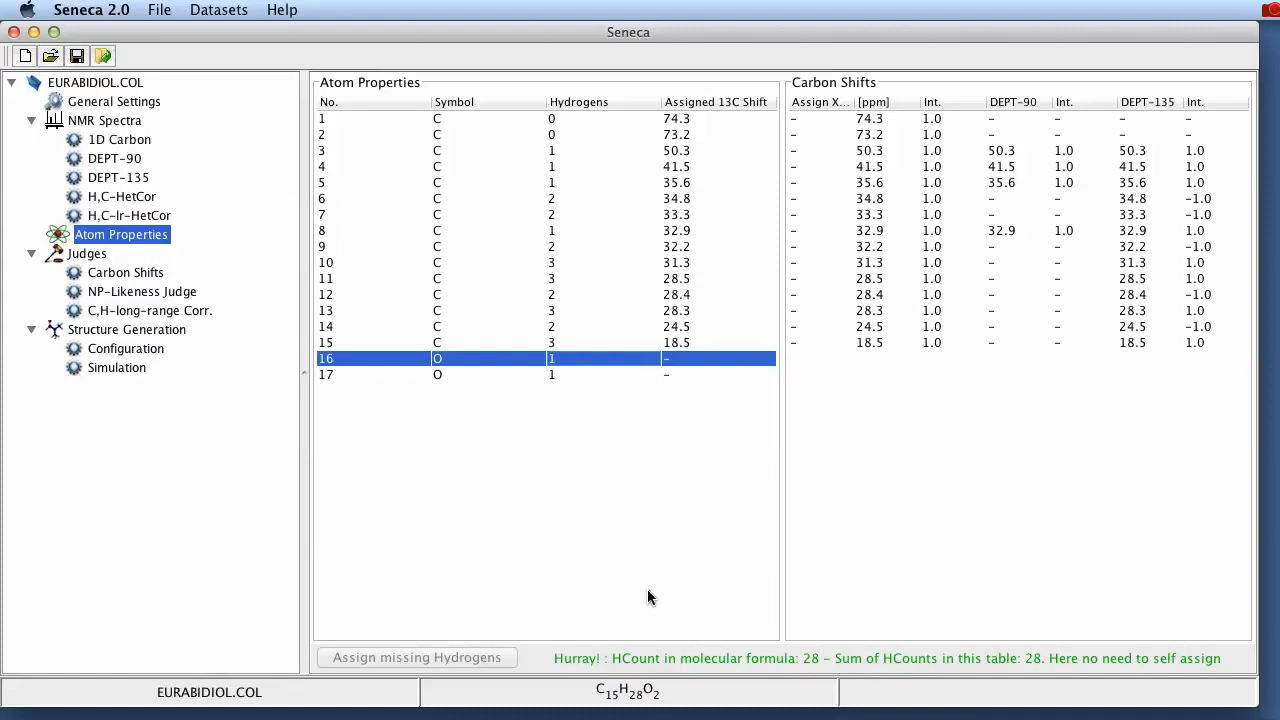 Seneca 2.0 File Datasets Help
Seneca
EURABIDIOL.COL
General Settings
NMR Spectra
1D Carbon
DEPT-90
DEPT-135
H,C-HetCor
H,C-lr-HetCor
Atom Properties
Judges
Carbon Shifts
NP-Likeness Judge
C,H-long-range Corr.
Structure Generation
Configuration
Simulation
Atom Properties
No. Symbol Hydrogens Assigned 13C Shift
1 C 0 74.3
2 C 0 73.2
3 C 1 50.3
4 C 1 41.5
5 C 1 35.6
6 C 2 34.8
7 C 2 33.3
8 C 1 32.9
9 C 2 32.2
10 C 3 31.3
11 C 3 28.5
12 C 2 28.4
13 C 3 28.3
14 C 2 24.5
15 C 3 18.5
16 O 1 -
17 O 1 -
Carbon Shifts
Assign X... [ppm] Int. DEPT-90 Int. DEPT-135 Int.
- 74.3 1.0 - - - -
- 73.2 1.0 - - - -
- 50.3 1.0 50.3 1.0 50.3 1.0
- 41.5 1.0 41.5 1.0 41.5 1.0
- 35.6 1.0 35.6 1.0 35.6 1.0
- 34.8 1.0 - - 34.8 -1.0
- 33.3 1.0 - - 33.3 -1.0
- 32.9 1.0 32.9 1.0 32.9 1.0
- 32.2 1.0 - - 32.2 -1.0
- 31.3 1.0 - - 31.3 1.0
- 28.5 1.0 - - 28.5 1.0
- 28.4 1.0 - - 28.4 -1.0
- 28.3 1.0 - - 28.3 1.0
- 24.5 1.0 - - 24.5 -1.0
- 18.5 1.0 - - 18.5 1.0
Assign missing Hydrogens
Hurray! : HCount in molecular formula: 28 - Sum of HCounts in this table: 28. Here no need to self assign
EURABIDIOL.COL
C₁₅H₂₈O₂